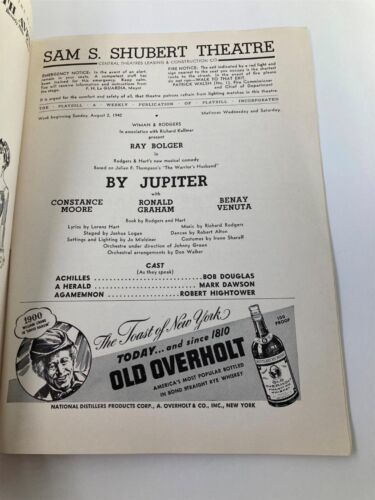 SAM S. SHUBERT THEATRE
CENTRAL THEATRES LEASING & CONSTRUCTION CO.
EMERGENCY NOTICE: In the event of an alert, remain in your seats. A competent staff has been trained for this emergency. Keep calm. You will receive information and instructions from the stage.
F. H. La GUARDIA, Mayor
FIRE NOTICE: The exit indicated by a red light and sign nearest to the seat you occupy is the shortest route to the street. In the event of fire please do not run—WALK TO THAT EXIT.
PATRICK WALSH (No. 1), Fire Commissioner and Chief of Department
It is urged for the comfort and safety of all, that theatre patrons refrain from lighting matches in this theatre.
THE PLAYBILL A WEEKLY PUBLICATION OF PLAYBILL INCORPORATED
Week beginning Sunday, August 2, 1942 Matinees Wednesday and Saturday
WIMAN & RODGERS
in association with Richard Kollmar
present
RAY BOLGER
in
Rodgers & Hart's new musical comedy
Based on Julian F. Thompson's "The Warrior's Husband"
BY JUPITER
with
CONSTANCE MOORE RONALD GRAHAM BENAY VENUTA
Book by Rodgers and Hart
Lyrics by Lorenz Hart Music by Richard Rodgers
Staged by Joshua Logan Dances by Robert Alton
Settings and Lighting by Jo Mielziner Costumes by Irene Sharaff
Orchestra under direction of Johnny Green
Orchestral arrangements by Don Walker
CAST
(As they speak)
ACHILLES BOB DOUGLAS
A HERALD MARK DAWSON
AGAMEMNON ROBERT HIGHTOWER
1900
The Toast of New York
TODAY... and since 1810
OLD OVERHOLT
AMERICA'S MOST POPULAR BOTTLED IN BOND STRAIGHT RYE WHISKEY
100 PROOF
NATIONAL DISTILLERS PRODUCTS CORP., A. OVERHOLT & CO., INC., NEW YORK